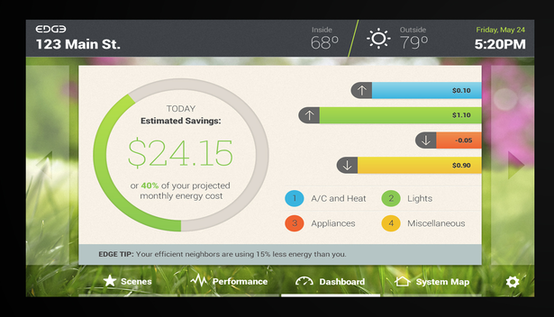 EDGE
123 Main St.
Inside
68°
Outside
79°
Friday, May 24
5:20PM
TODAY
Estimated Savings:
$24.15
or 40% of your projected
monthly energy cost
$0.10
$1.10
-0.05
$0.90
1 A/C and Heat
2 Lights
3 Appliances
4 Miscellaneous
EDGE TIP: Your efficient neighbors are using 15% less energy than you.
Scenes
Performance
Dashboard
System Map